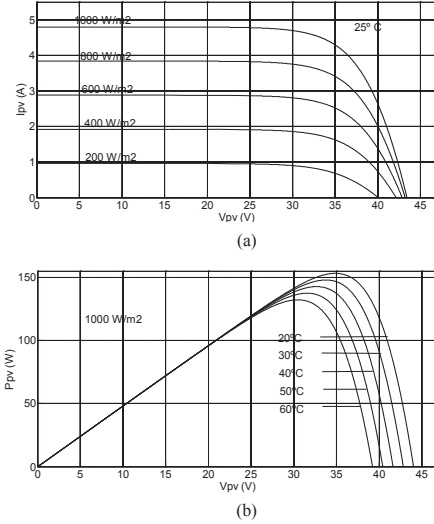 5
1000 W/m2
25º C
4
800 W/m2
Ipv (A)
3
600 W/m2
2
400 W/m2
1
200 W/m2
0
0 5 10 15 20 25 30 35 40 45
Vpv (V)
(a)
150
1000 W/m2
100
20ºC
Ppv (W)
30ºC
40ºC
50
50ºC
60ºC
0
0 5 10 15 20 25 30 35 40 45
Vpv (V)
(b)